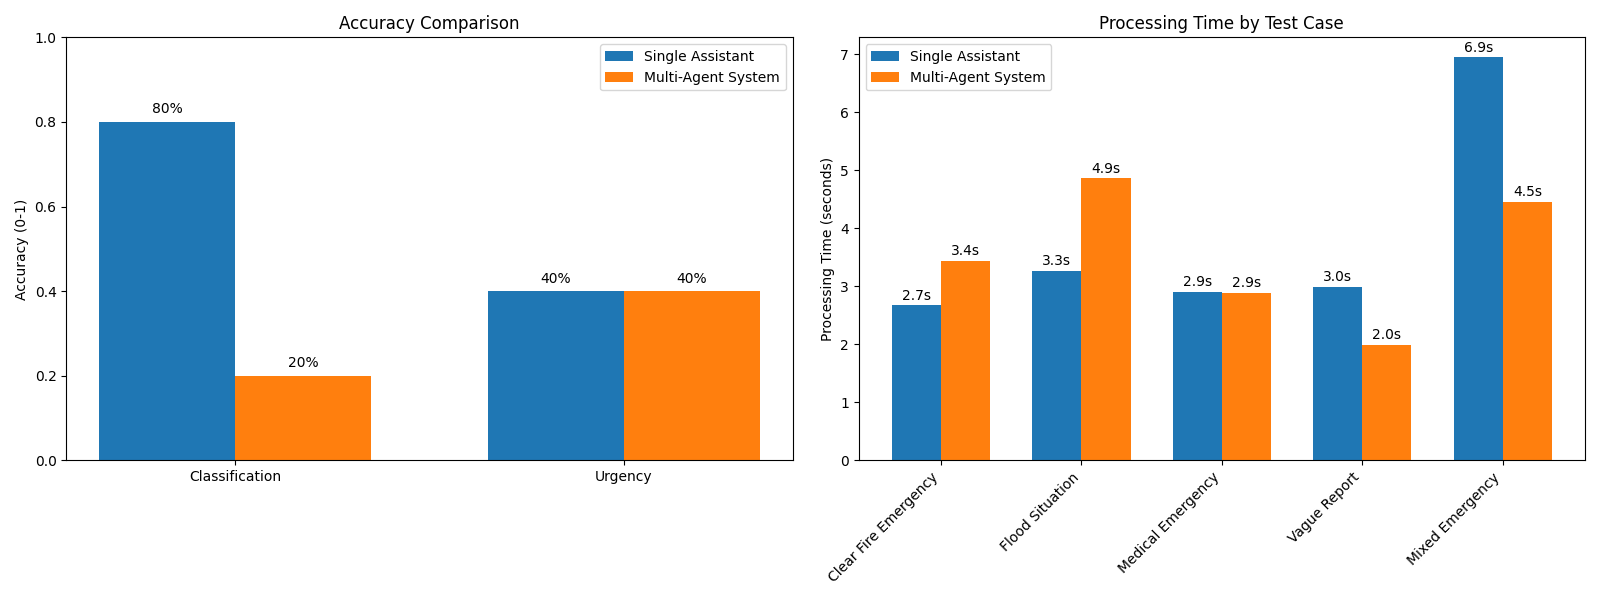 Accuracy Comparison
Accuracy (0-1)
1.0
0.8
0.6
0.4
0.2
0.0
Single Assistant
Multi-Agent System
80%
20%
40%
40%
Classification
Urgency
Processing Time by Test Case
Processing Time (seconds)
7
6
5
4
3
2
1
0
Single Assistant
Multi-Agent System
2.7s
3.4s
3.3s
4.9s
2.9s
2.9s
3.0s
2.0s
6.9s
4.5s
Clear Fire Emergency
Flood Situation
Medical Emergency
Vague Report
Mixed Emergency